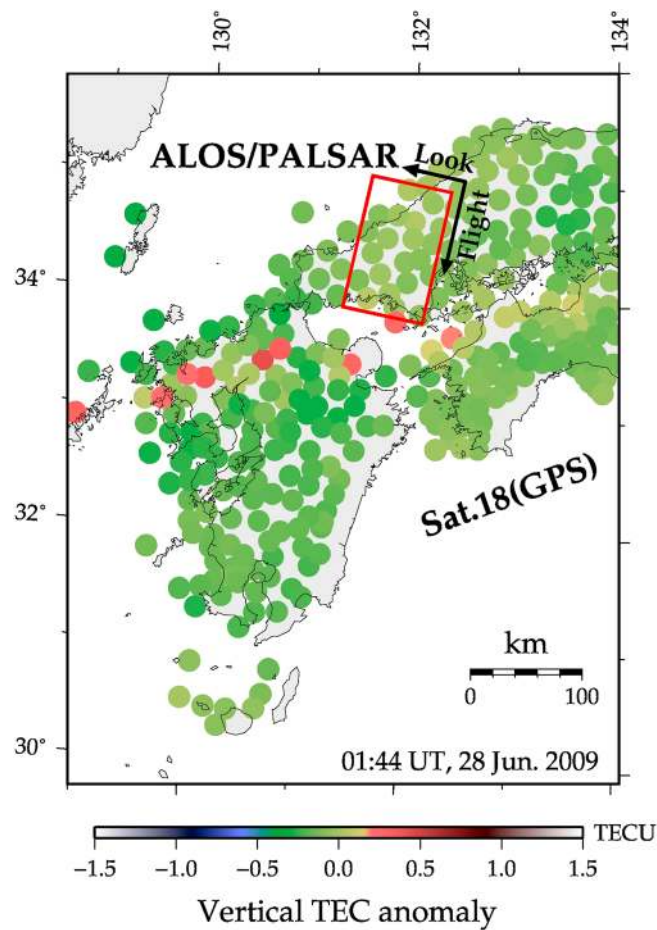 130°
132°
134°
ALOS/PALSAR
Look
Flight
34°
32°
Sat.18(GPS)
km
0 100
30°
01:44 UT, 28 Jun. 2009
TECU
−1.5 −1.0 −0.5 0.0 0.5 1.0 1.5
Vertical TEC anomaly